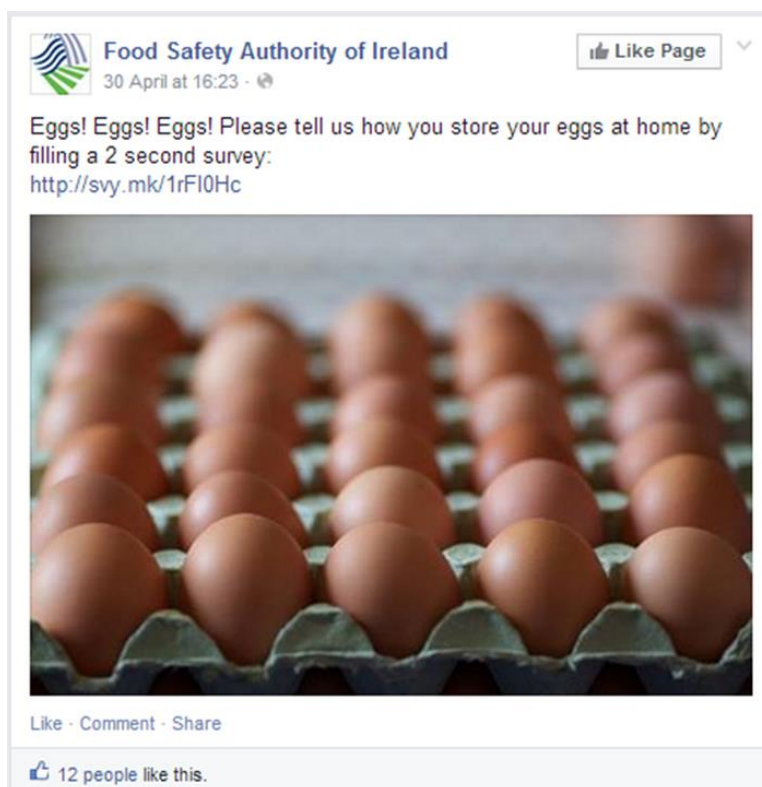 Food Safety Authority of Ireland
Like Page
30 April at 16:23 ·
Eggs! Eggs! Eggs! Please tell us how you store your eggs at home by
filling a 2 second survey:
http://svy.mk/1rFI0Hc
Like · Comment · Share
12 people like this.